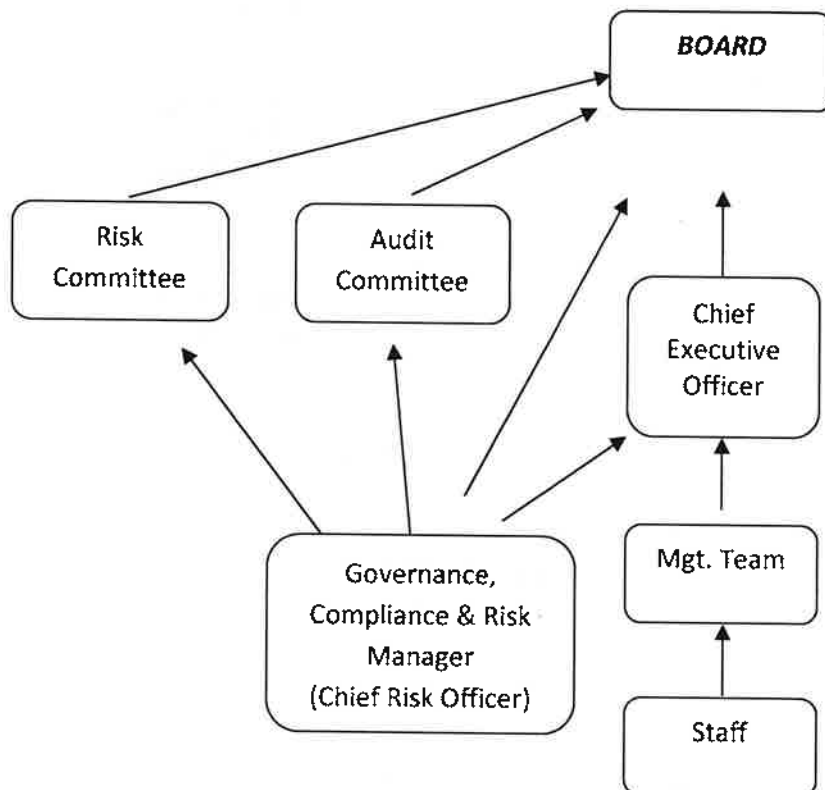 BOARD
Risk
Committee
Audit
Committee
Chief
Executive
Officer
Governance,
Compliance & Risk
Manager
(Chief Risk Officer)
Mgt. Team
Staff